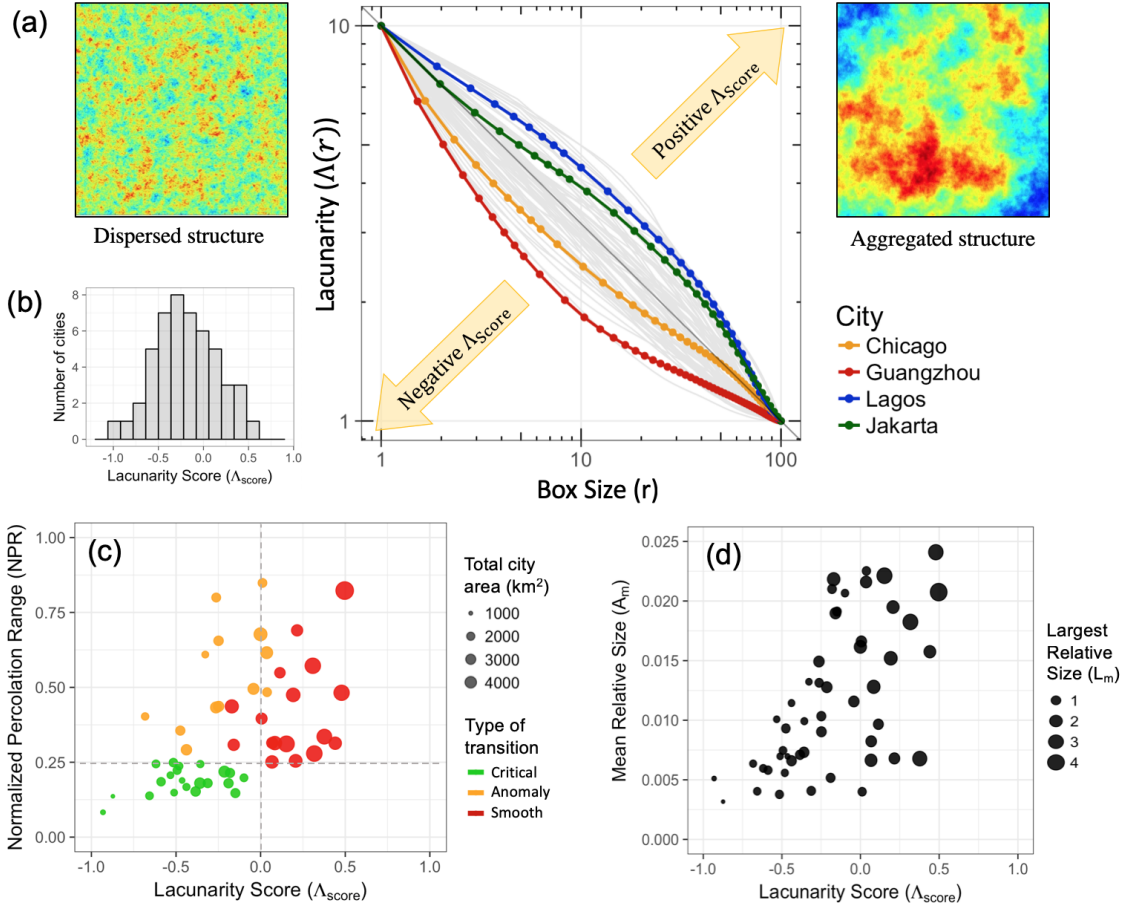 (a)
Dispersed structure
10
1
Lacunarity (Λ(r))
Positive ΛScore
Negative ΛScore
1
10
100
Box Size (r)
Aggregated structure
City
Chicago
Guangzhou
Lagos
Jakarta
(b)
Number of cities
8
6
4
2
0
-1.0
-0.5
0.0
0.5
1.0
Lacunarity Score (Λscore)
(c)
Normalized Percolation Range (NPR)
1.00
0.75
0.50
0.25
0.00
-1.0
-0.5
0.0
0.5
1.0
Lacunarity Score (Λscore)
Total city
area (km²)
1000
2000
3000
4000
Type of
transition
Critical
Anomaly
Smooth
(d)
Mean Relative Size (Am)
0.025
0.020
0.015
0.010
0.005
0.000
-1.0
-0.5
0.0
0.5
1.0
Lacunarity Score (Λscore)
Largest
Relative
Size (Lm)
1
2
3
4